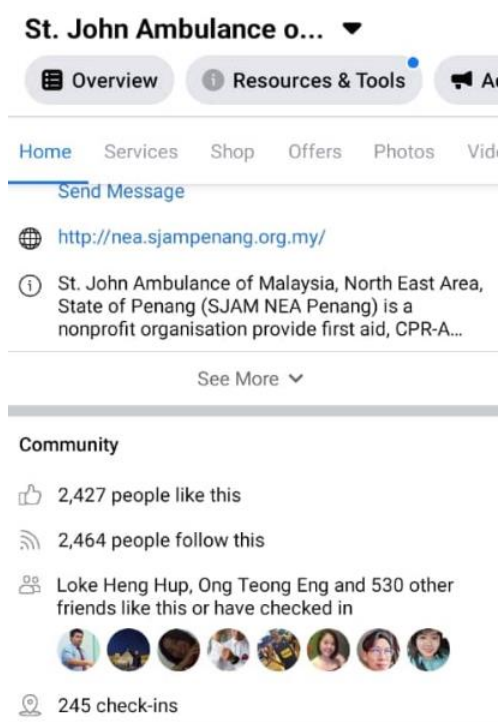 St. John Ambulance o...
Overview
Resources & Tools
Home Services Shop Offers Photos
Send Message
http://nea.sjampenang.org.my/
St. John Ambulance of Malaysia, North East Area,
State of Penang (SJAM NEA Penang) is a
nonprofit organisation provide first aid, CPR-A...
See More
Community
2,427 people like this
2,464 people follow this
Loke Heng Hup, Ong Teong Eng and 530 other
friends like this or have checked in
245 check-ins